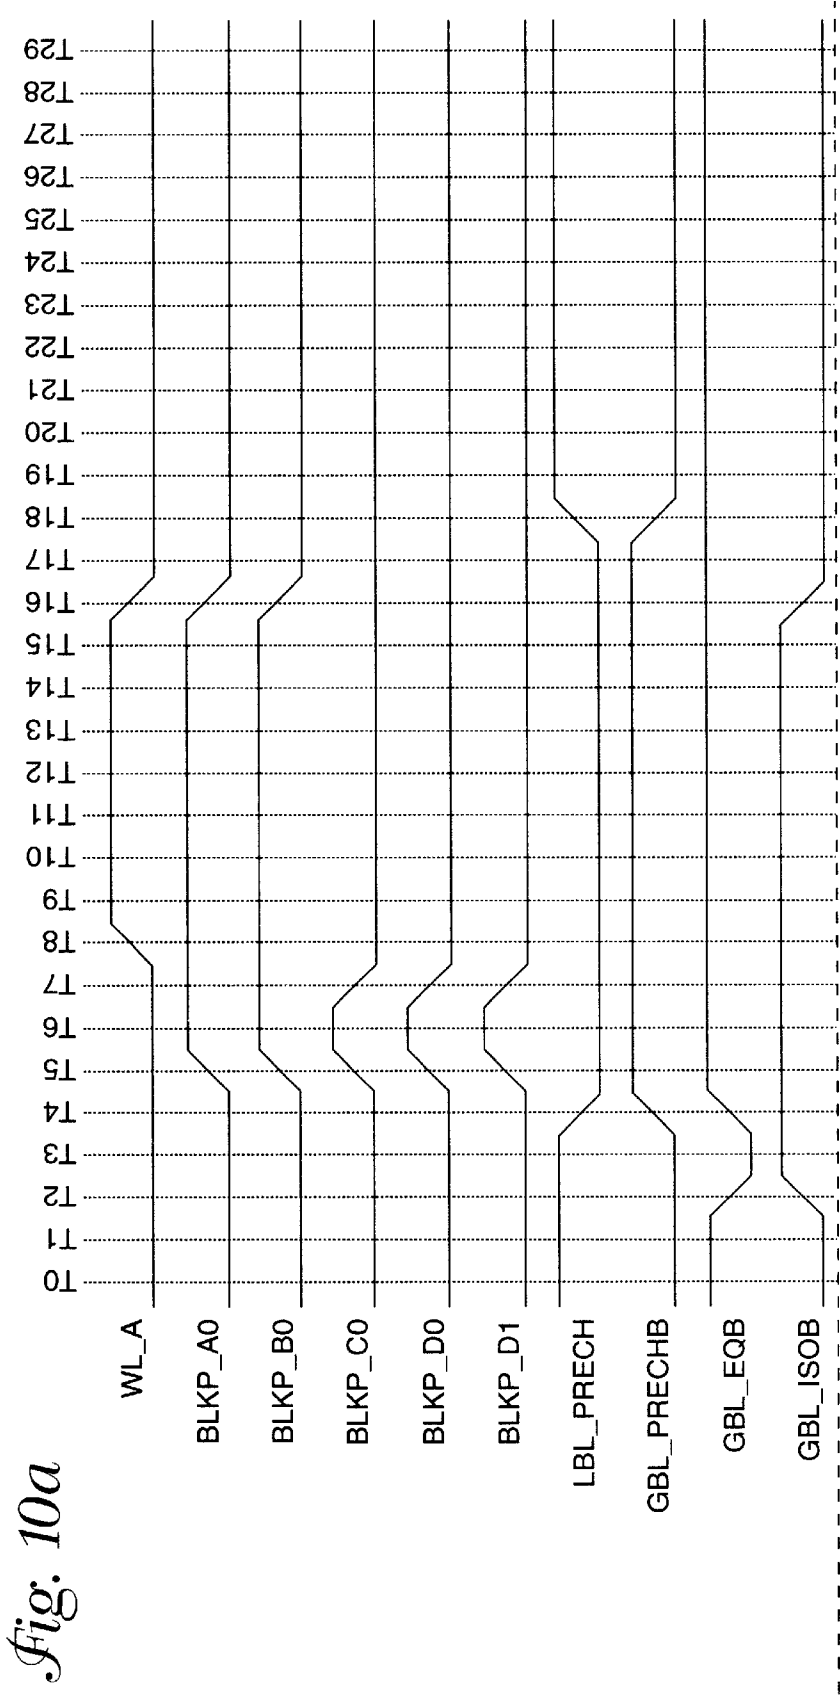 Fig. 10a
T0 T1 T2 T3 T4 T5 T6 T7 T8 T9 T10 T11 T12 T13 T14 T15 T16 T17 T18 T19 T20 T21 T22 T23 T24 T25 T26 T27 T28 T29
WL_A
BLKP_A0
BLKP_B0
BLKP_C0
BLKP_D0
BLKP_D1
LBL_PRECH
GBL_PRECHB
GBL_EQB
GBL_ISOB